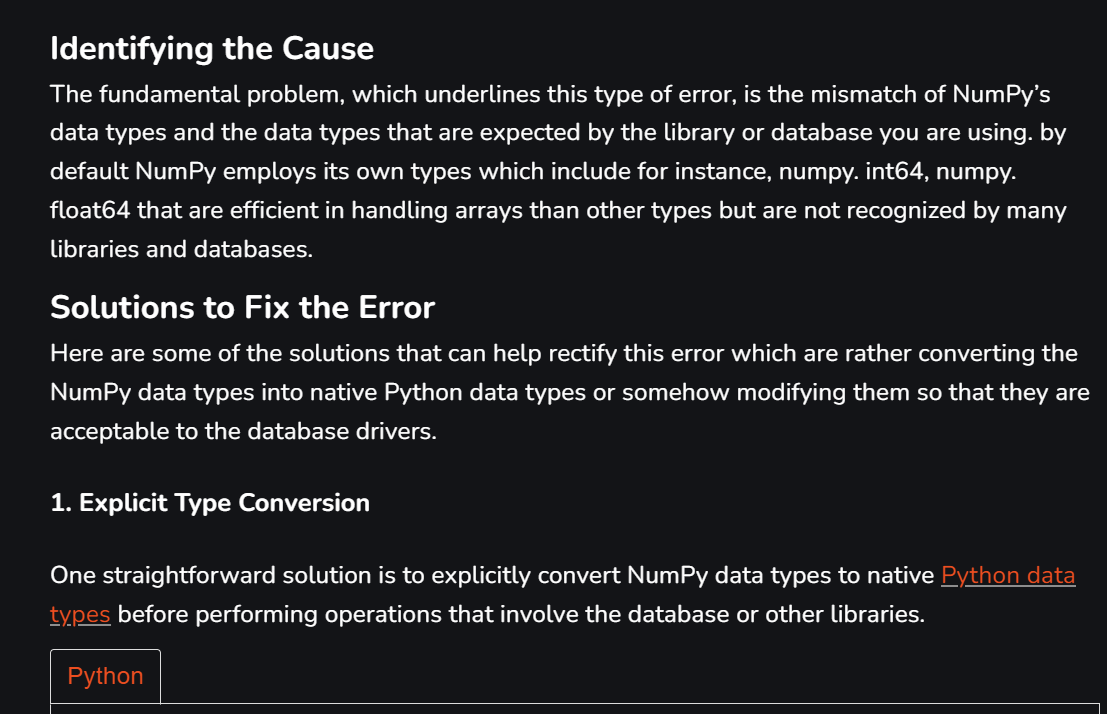 Identifying the Cause
The fundamental problem, which underlines this type of error, is the mismatch of NumPy’s
data types and the data types that are expected by the library or database you are using. by
default NumPy employs its own types which include for instance, numpy. int64, numpy.
float64 that are efficient in handling arrays than other types but are not recognized by many
libraries and databases.
Solutions to Fix the Error
Here are some of the solutions that can help rectify this error which are rather converting the
NumPy data types into native Python data types or somehow modifying them so that they are
acceptable to the database drivers.
1. Explicit Type Conversion
One straightforward solution is to explicitly convert NumPy data types to native Python data
types before performing operations that involve the database or other libraries.
Python